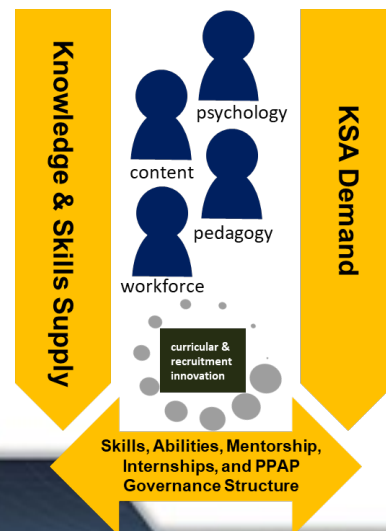 Knowledge & Skills Supply
psychology
content
pedagogy
workforce
curricular &
recruitment
innovation
KSA Demand
Skills, Abilities, Mentorship,
Internships, and PPAP
Governance Structure